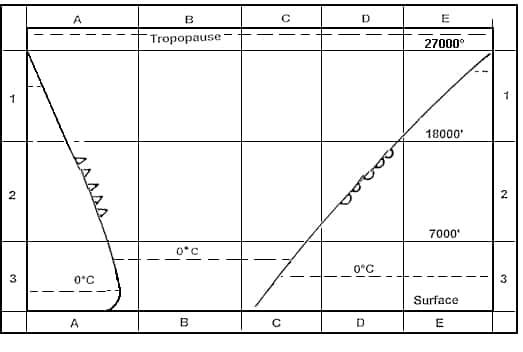 A B C D E
Tropopause
27000°
1 1
18000'
2 2
7000'
0°C
0°C
3 0°C 3
Surface
A B C D E